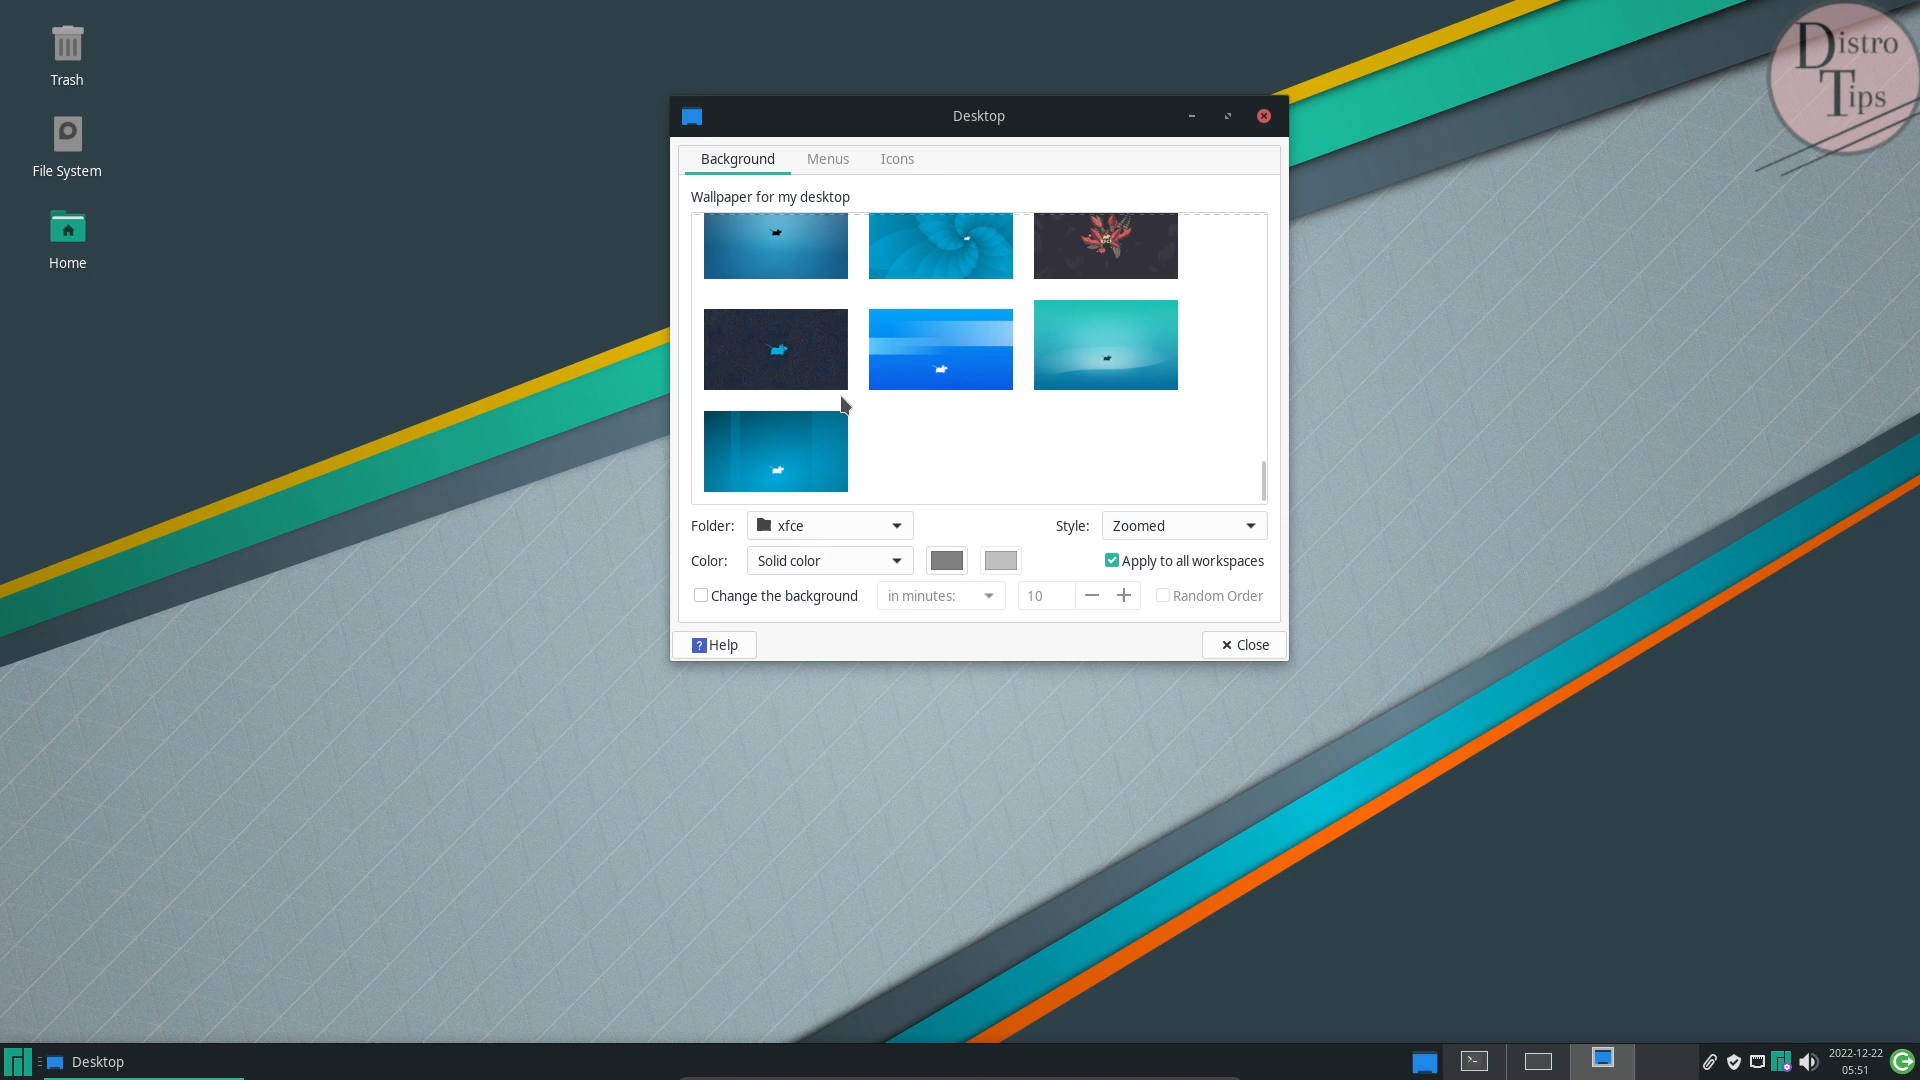 Trash
File System
Home
Distro
Tips
Desktop
Background Menus Icons
Wallpaper for my desktop
Folder: xfce Style: Zoomed
Color: Solid color Apply to all workspaces
Change the background in minutes: 10 Random Order
? Help Close
Desktop
2022-12-22
05:51